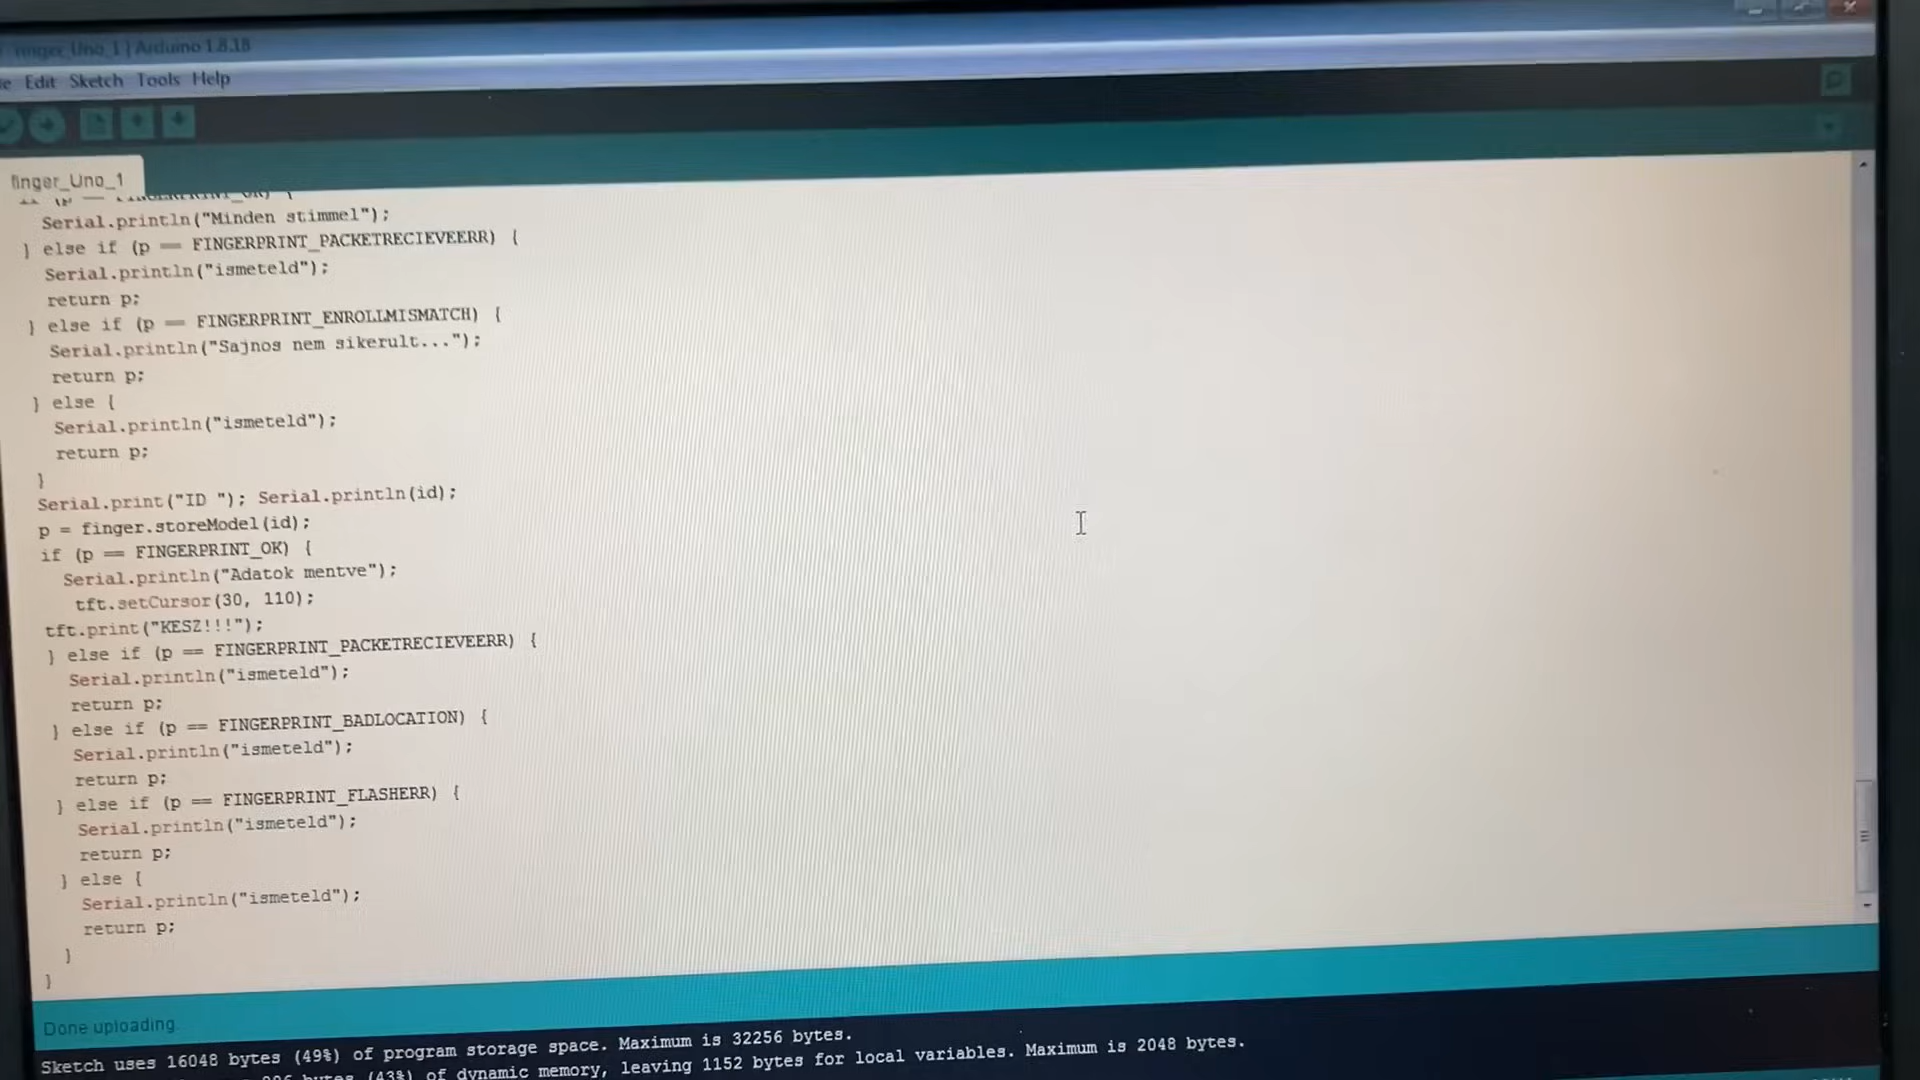 finger_Uno_1 | Arduino 1.8.18
Edit Sketch Tools Help
finger_Uno_1
Serial.println("Minden stimmel");
} else if (p == FINGERPRINT_PACKETRECIEVEERR) {
Serial.println("ismeteld");
return p;
} else if (p == FINGERPRINT_ENROLLMISMATCH) {
Serial.println("Sajnos nem sikerult...");
return p;
} else {
Serial.println("ismeteld");
return p;
}
Serial.print("ID "); Serial.println(id);
p = finger.storeModel(id);
if (p == FINGERPRINT_OK) {
Serial.println("Adatok mentve");
tft.setCursor(30, 110);
tft.print("KESZ!!!");
} else if (p == FINGERPRINT_PACKETRECIEVEERR) {
Serial.println("ismeteld");
return p;
} else if (p == FINGERPRINT_BADLOCATION) {
Serial.println("ismeteld");
return p;
} else if (p == FINGERPRINT_FLASHERR) {
Serial.println("ismeteld");
return p;
} else {
Serial.println("ismeteld");
return p;
}
}
Done uploading.
Sketch uses 16048 bytes (49%) of program storage space. Maximum is 32256 bytes.
bytes (43%) of dynamic memory, leaving 1152 bytes for local variables. Maximum is 2048 bytes.